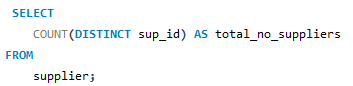 SELECT
COUNT(DISTINCT sup_id) AS total_no_suppliers
FROM
supplier;